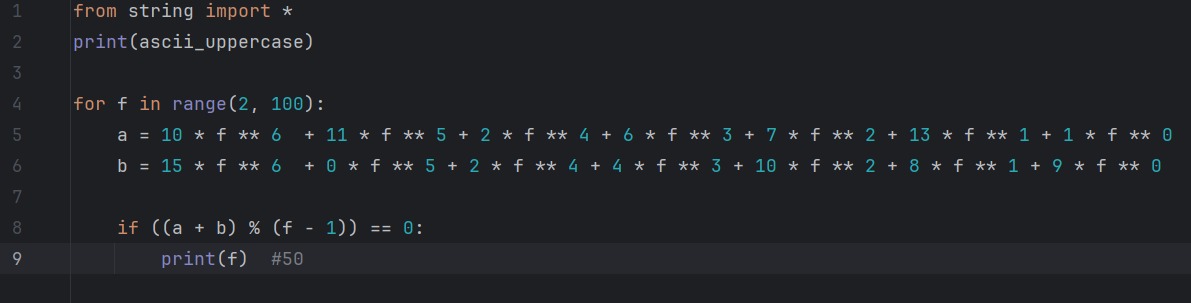 1 from string import *
2 print(ascii_uppercase)
3
4 for f in range(2, 100):
5     a = 10 * f ** 6  + 11 * f ** 5 + 2 * f ** 4 + 6 * f ** 3 + 7 * f ** 2 + 13 * f ** 1 + 1 * f ** 0
6     b = 15 * f ** 6  + 0 * f ** 5 + 2 * f ** 4 + 4 * f ** 3 + 10 * f ** 2 + 8 * f ** 1 + 9 * f ** 0
7
8     if ((a + b) % (f - 1)) == 0:
9         print(f)  #50